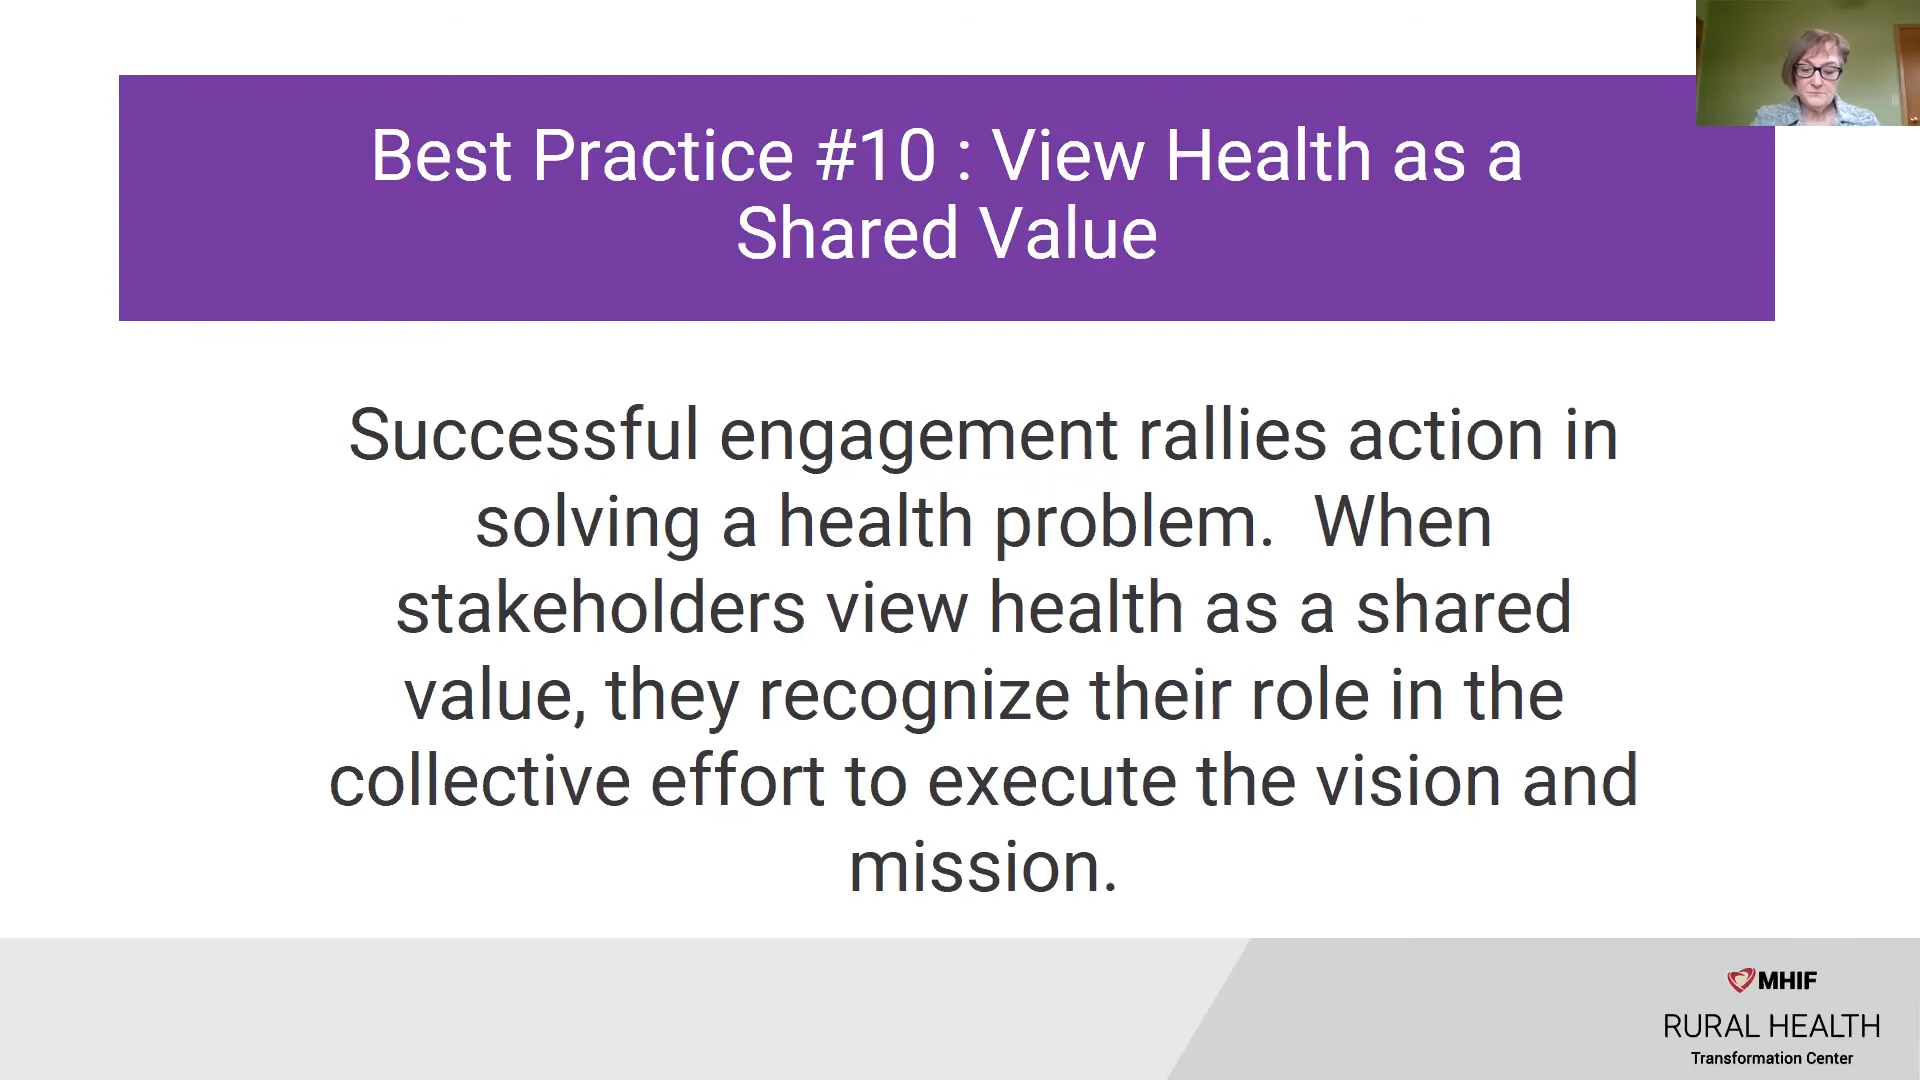 Best Practice #10 : View Health as a
Shared Value
Successful engagement rallies action in
solving a health problem.  When
stakeholders view health as a shared
value, they recognize their role in the
collective effort to execute the vision and
mission.
MHIF
RURAL HEALTH
Transformation Center